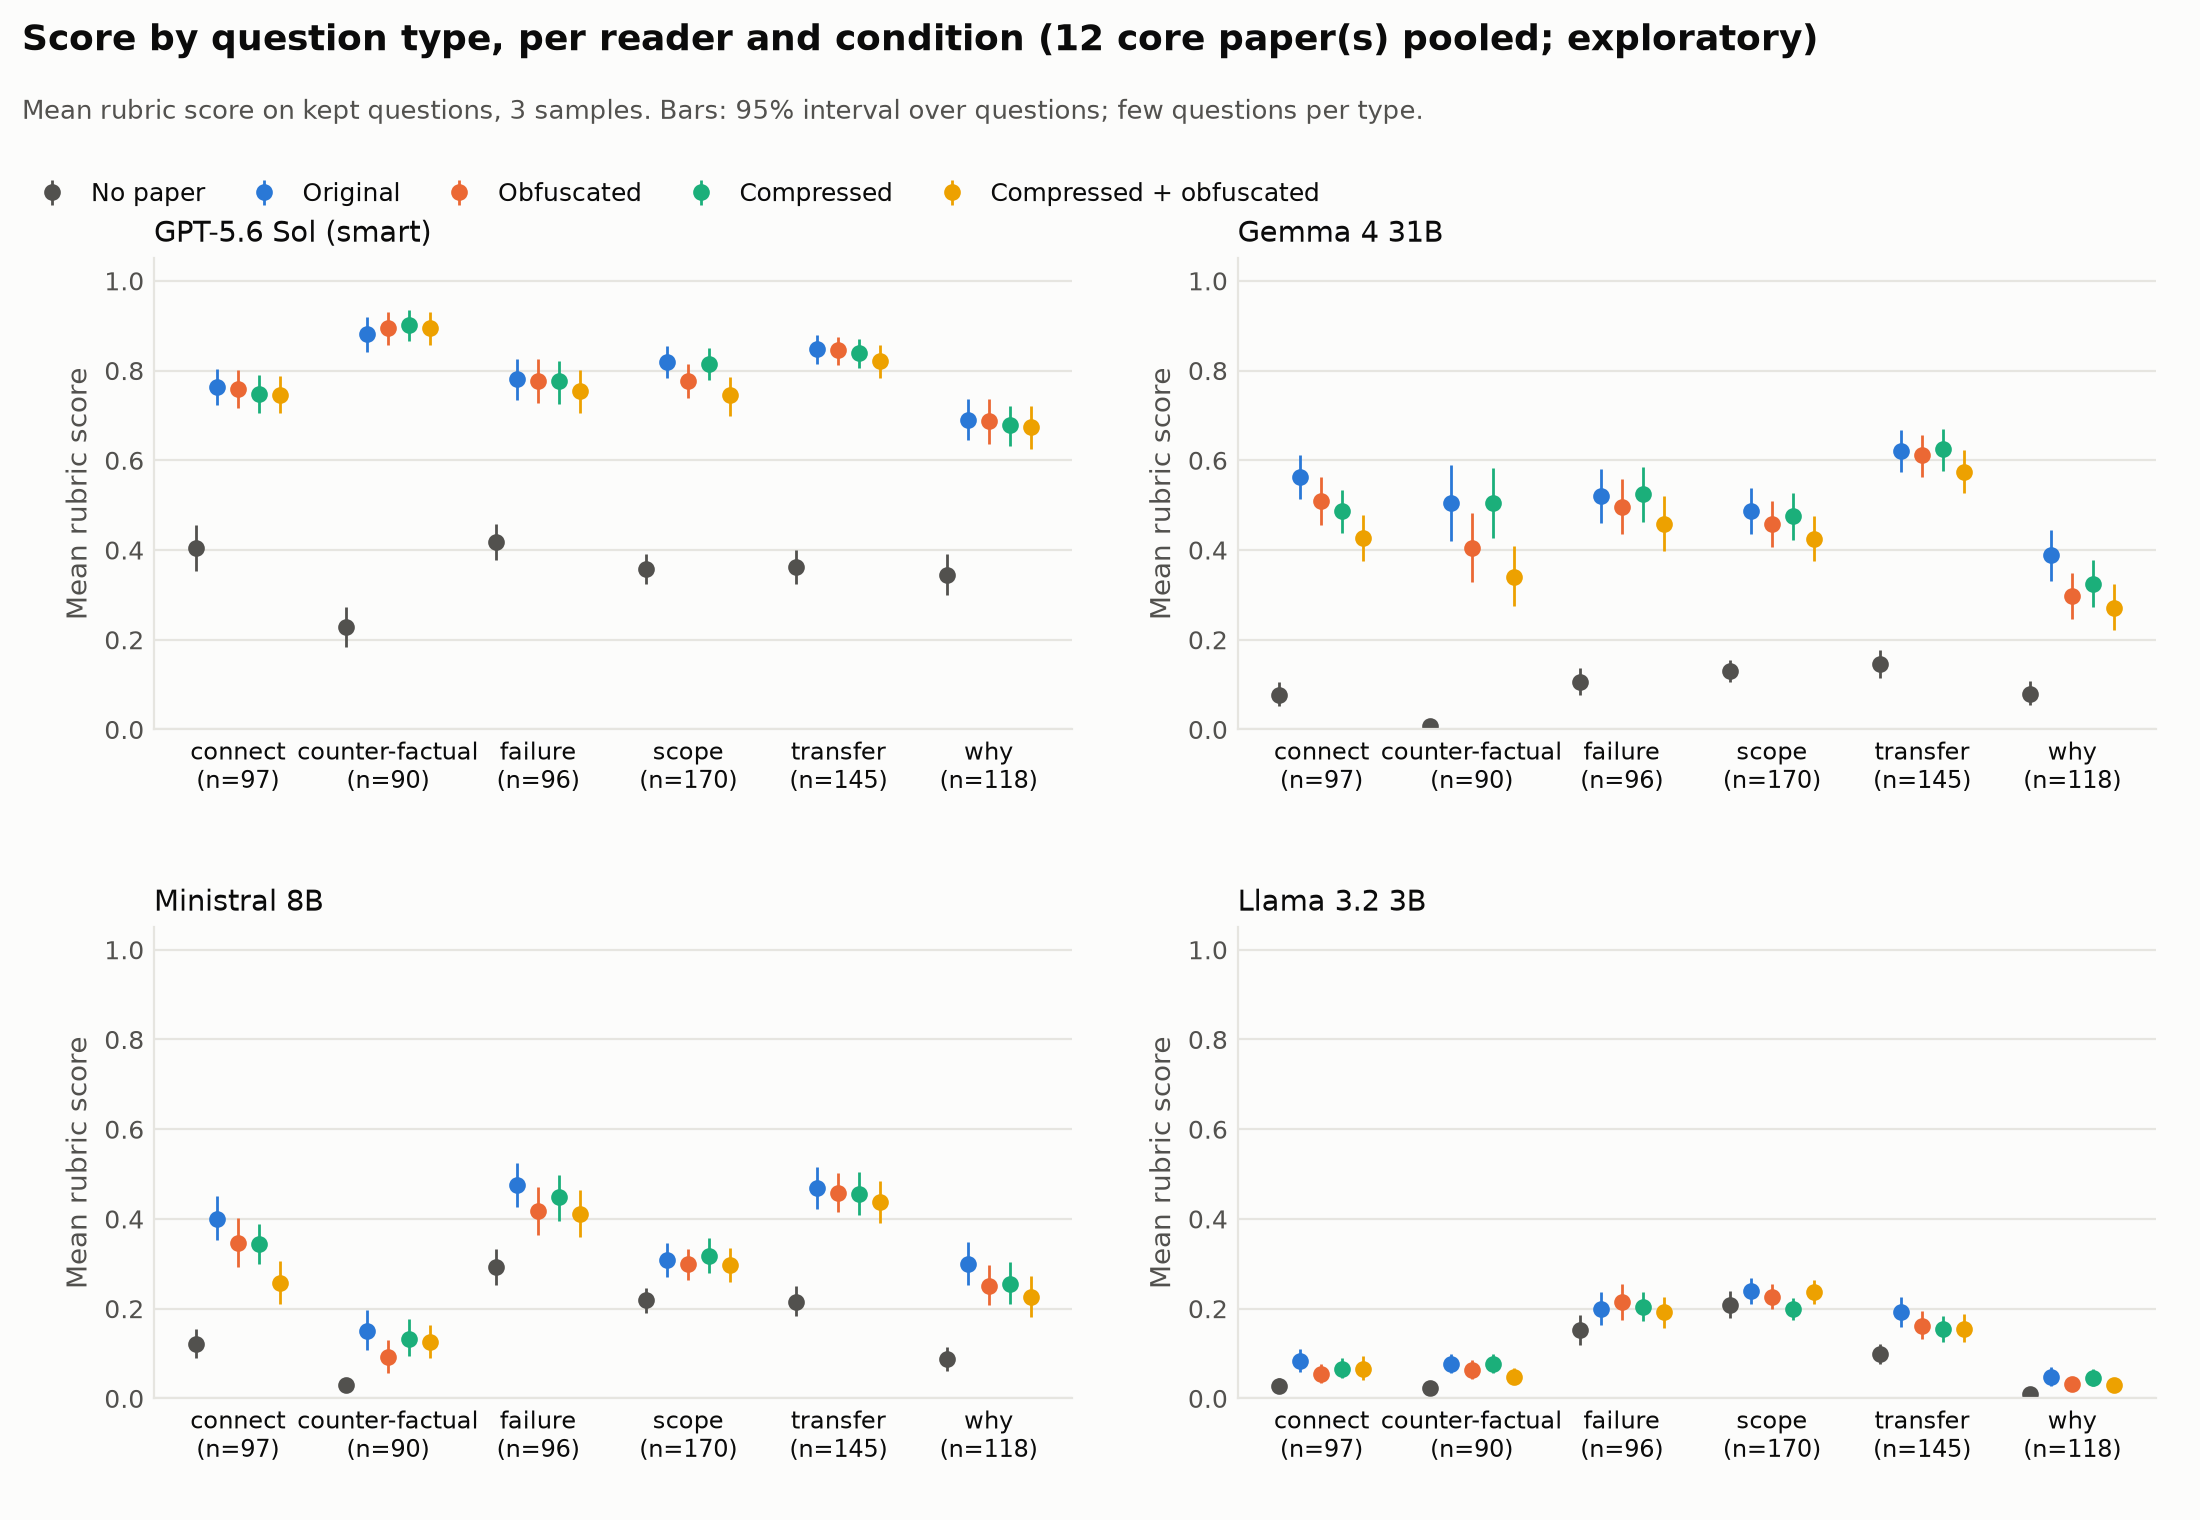 Score by question type, per reader and condition (12 core paper(s) pooled; exploratory)
Mean rubric score on kept questions, 3 samples. Bars: 95% interval over questions; few questions per type.
No paper Original Obfuscated Compressed Compressed + obfuscated
GPT-5.6 Sol (smart)
Mean rubric score
1.0
0.8
0.6
0.4
0.2
0.0
connect counter-factual failure scope transfer why
(n=97) (n=90) (n=96) (n=170) (n=145) (n=118)
Gemma 4 31B
Mean rubric score
1.0
0.8
0.6
0.4
0.2
0.0
connect counter-factual failure scope transfer why
(n=97) (n=90) (n=96) (n=170) (n=145) (n=118)
Ministral 8B
Mean rubric score
1.0
0.8
0.6
0.4
0.2
0.0
connect counter-factual failure scope transfer why
(n=97) (n=90) (n=96) (n=170) (n=145) (n=118)
Llama 3.2 3B
Mean rubric score
1.0
0.8
0.6
0.4
0.2
0.0
connect counter-factual failure scope transfer why
(n=97) (n=90) (n=96) (n=170) (n=145) (n=118)